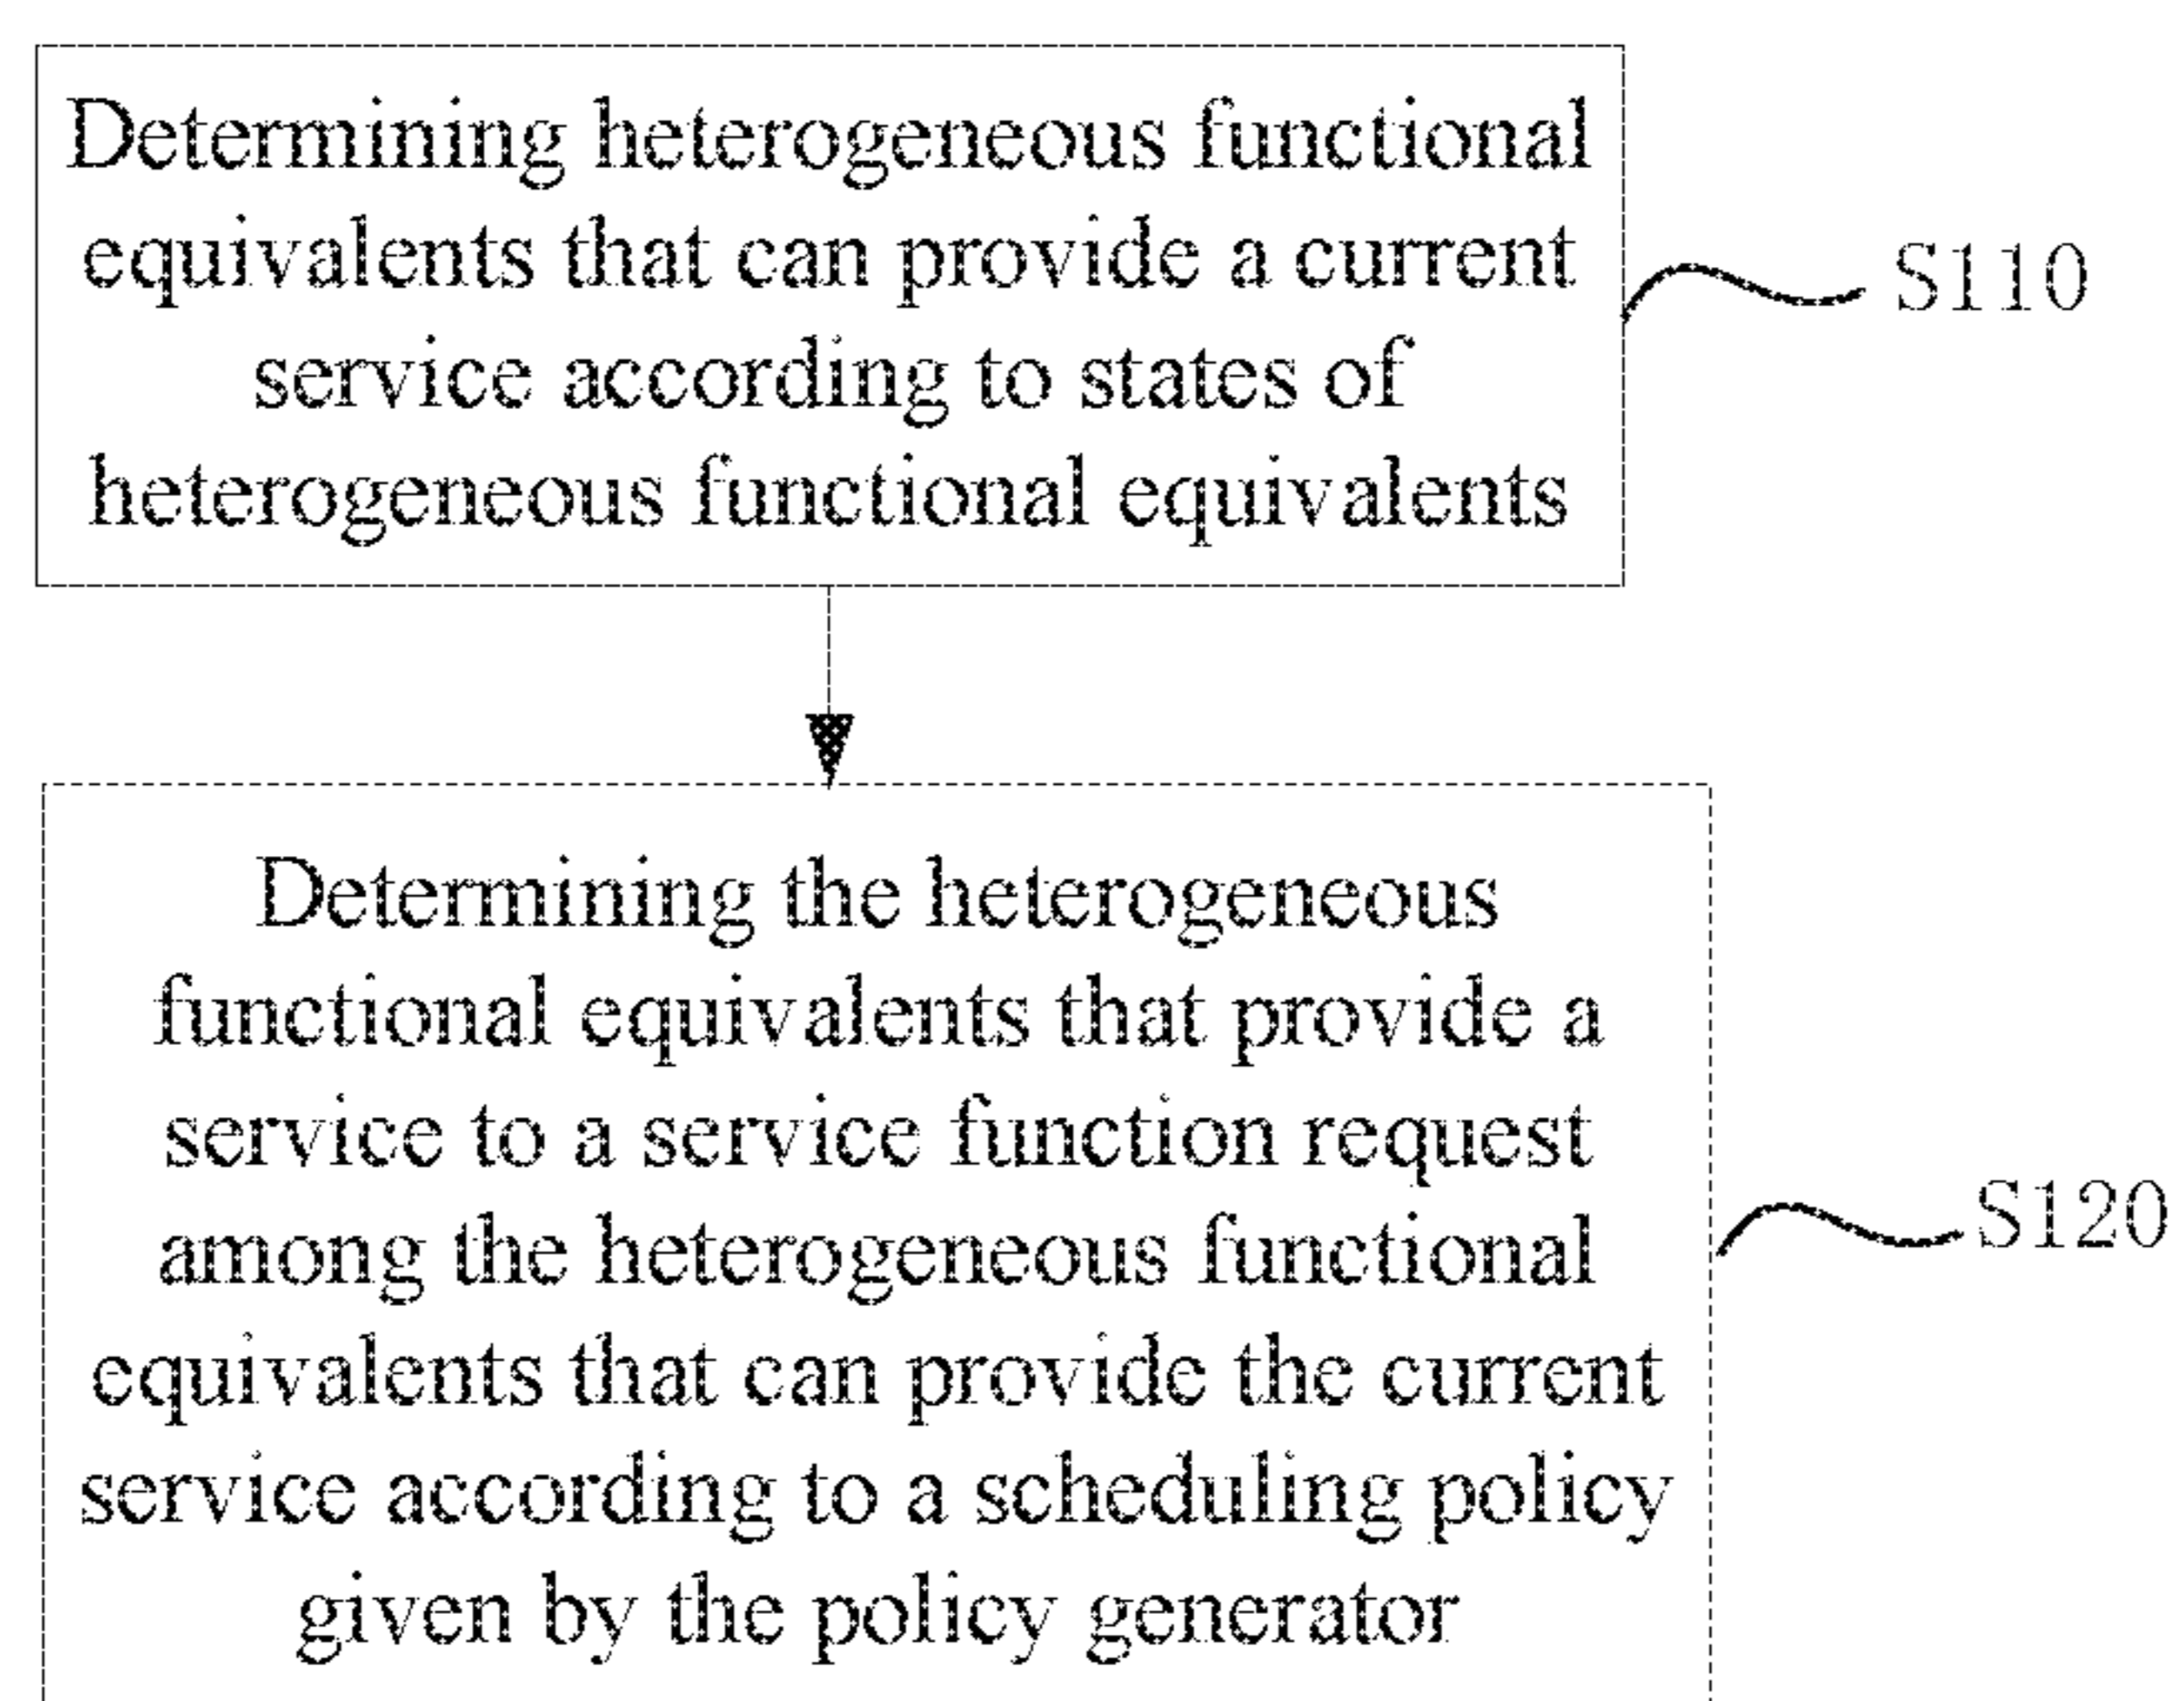 Determining heterogeneous functional
equivalents that can provide a current
service according to states of
heterogeneous functional equivalents
S110
Determining the heterogeneous
functional equivalents that provide a
service to a service function request
among the heterogeneous functional
equivalents that can provide the current
service according to a scheduling policy
given by the policy generator
S120